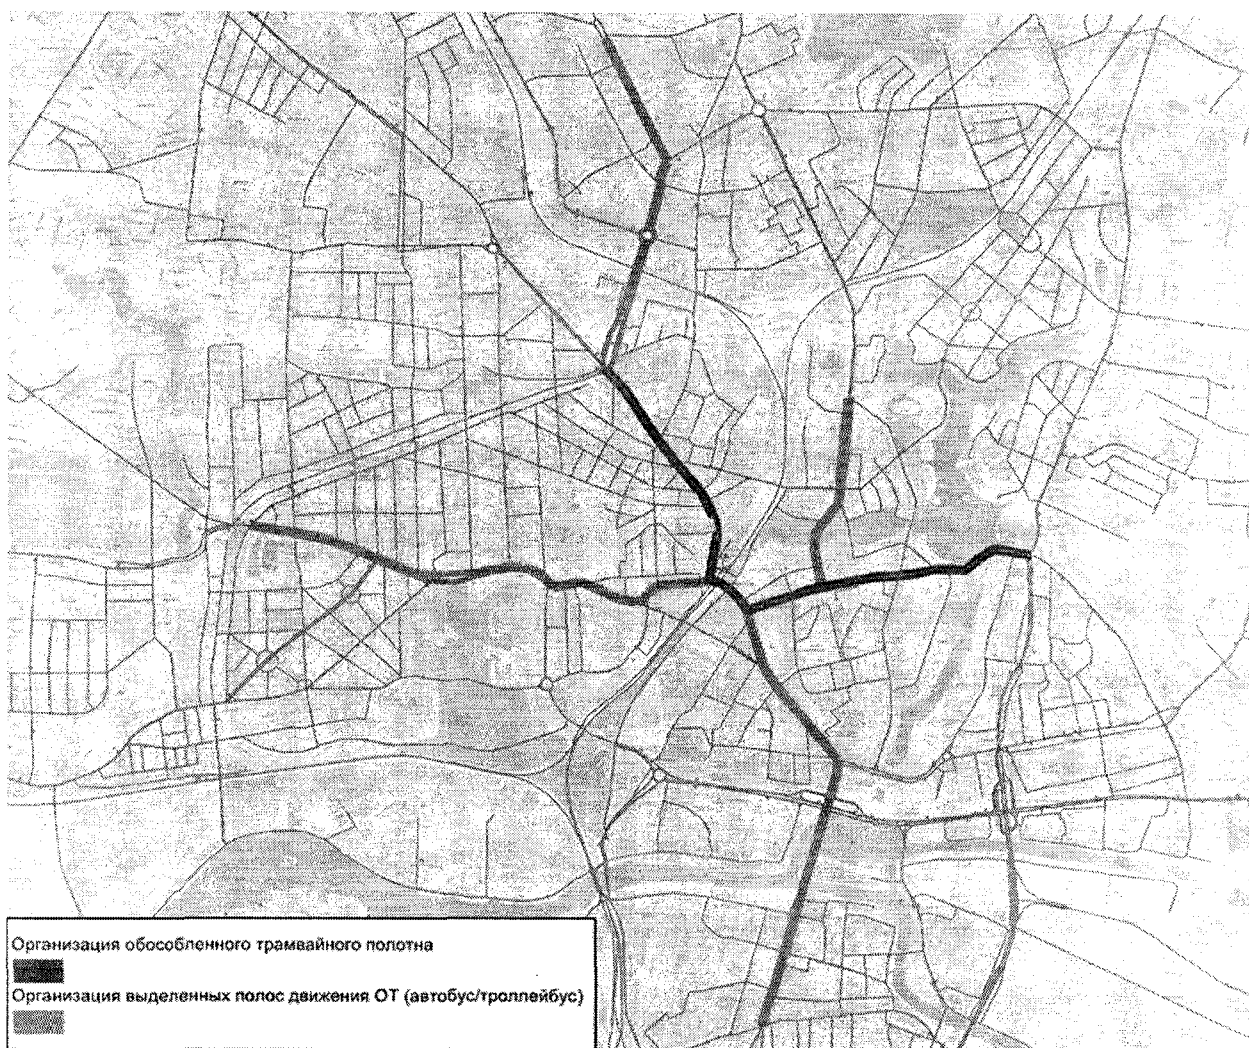 Организация обособленного трамвайного полотна
Организация выделенных полос движения ОТ (автобус/троллейбус)